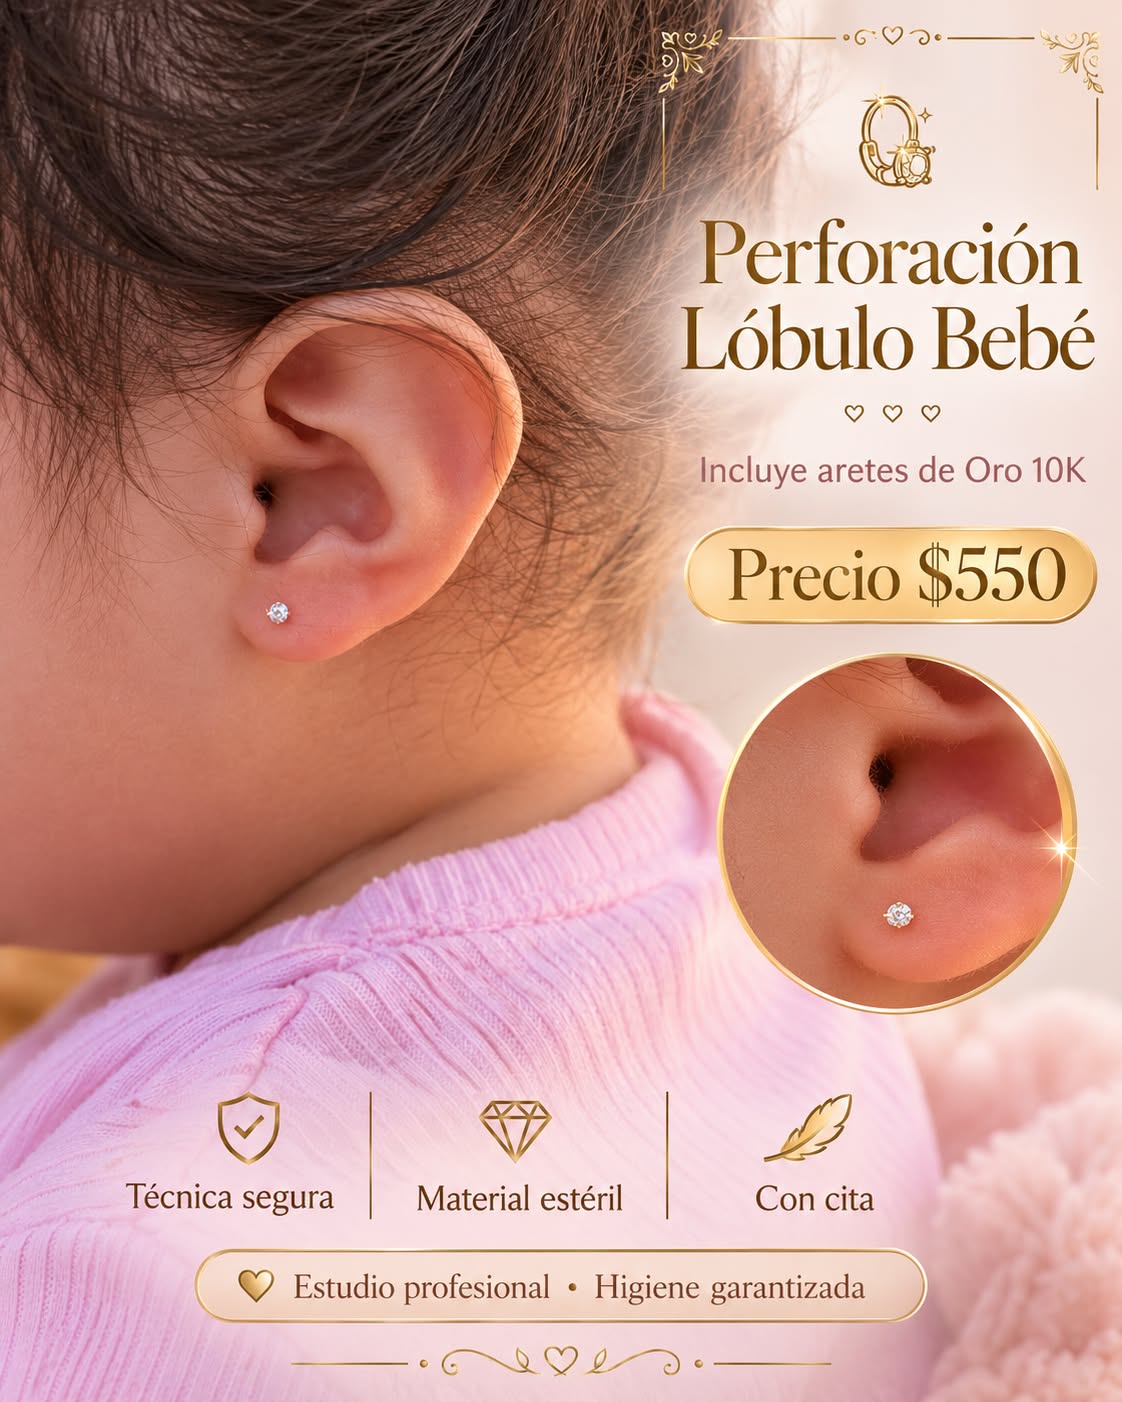 Perforación
Lóbulo Bebé
Incluye aretes de Oro 10K
Precio $550
Técnica segura
Material estéril
Con cita
Estudio profesional • Higiene garantizada